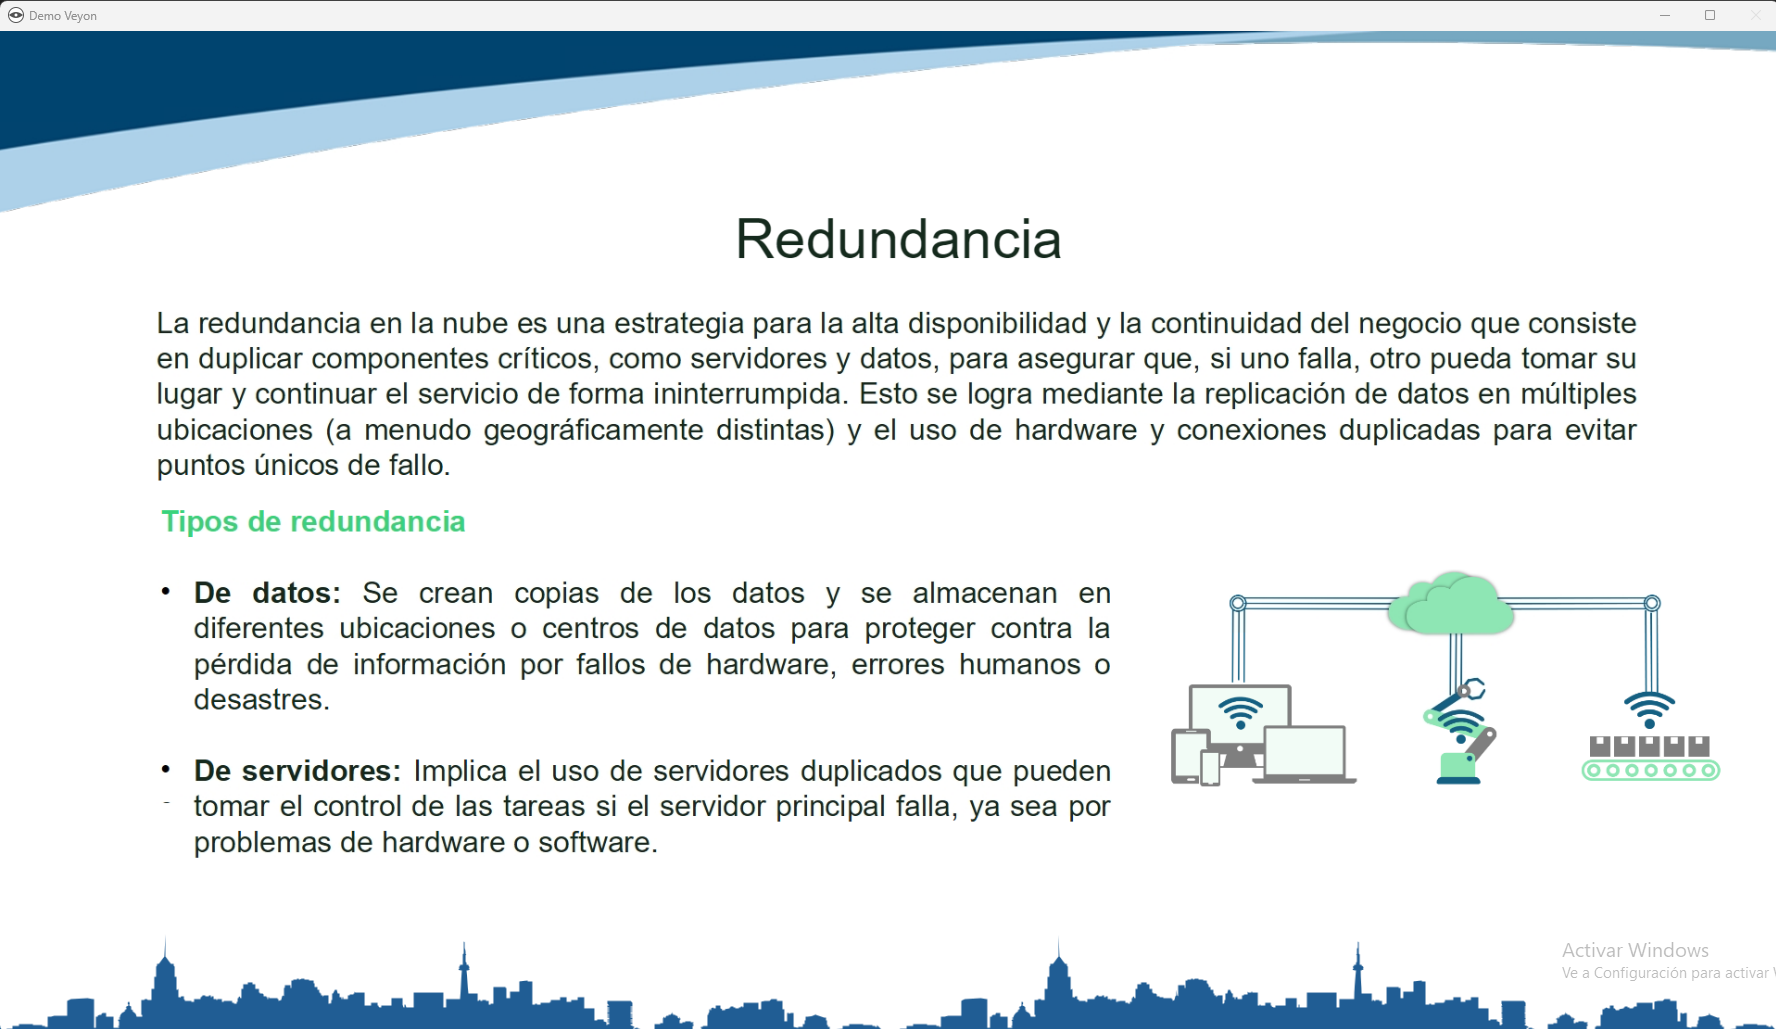 Demo Veyon
Redundancia
La redundancia en la nube es una estrategia para la alta disponibilidad y la continuidad del negocio que consiste
en duplicar componentes críticos, como servidores y datos, para asegurar que, si uno falla, otro pueda tomar su
lugar y continuar el servicio de forma ininterrumpida. Esto se logra mediante la replicación de datos en múltiples
ubicaciones (a menudo geográficamente distintas) y el uso de hardware y conexiones duplicadas para evitar
puntos únicos de fallo.
Tipos de redundancia
• De datos: Se crean copias de los datos y se almacenan en
diferentes ubicaciones o centros de datos para proteger contra la
pérdida de información por fallos de hardware, errores humanos o
desastres.
• De servidores: Implica el uso de servidores duplicados que pueden
tomar el control de las tareas si el servidor principal falla, ya sea por
problemas de hardware o software.
Activar Windows
Ve a Configuración para activar